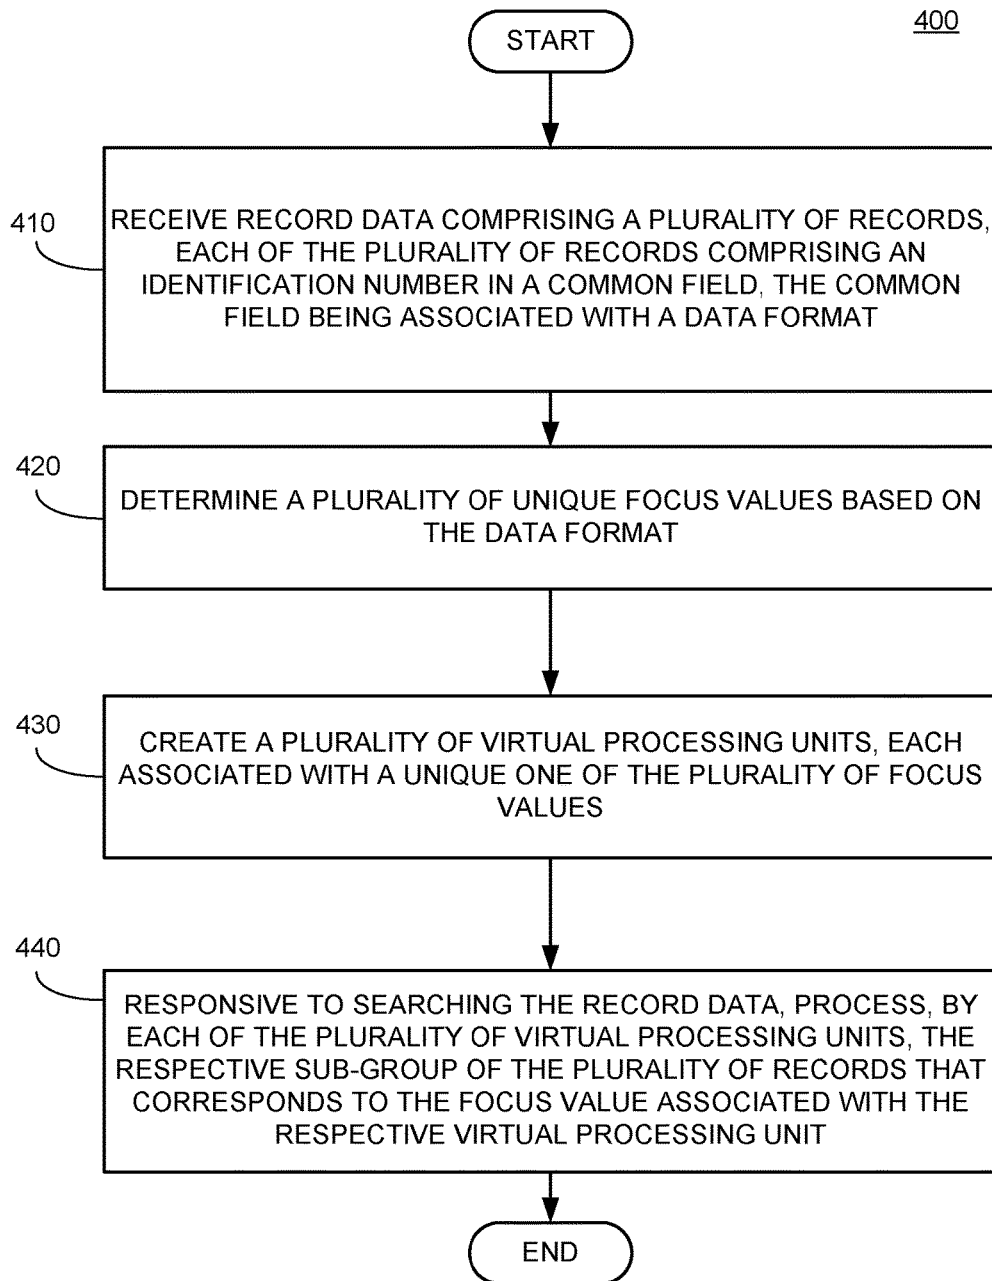 400
START
410
RECEIVE RECORD DATA COMPRISING A PLURALITY OF RECORDS,
EACH OF THE PLURALITY OF RECORDS COMPRISING AN
IDENTIFICATION NUMBER IN A COMMON FIELD, THE COMMON
FIELD BEING ASSOCIATED WITH A DATA FORMAT
420
DETERMINE A PLURALITY OF UNIQUE FOCUS VALUES BASED ON
THE DATA FORMAT
430
CREATE A PLURALITY OF VIRTUAL PROCESSING UNITS, EACH
ASSOCIATED WITH A UNIQUE ONE OF THE PLURALITY OF FOCUS
VALUES
440
RESPONSIVE TO SEARCHING THE RECORD DATA, PROCESS, BY
EACH OF THE PLURALITY OF VIRTUAL PROCESSING UNITS, THE
RESPECTIVE SUB-GROUP OF THE PLURALITY OF RECORDS THAT
CORRESPONDS TO THE FOCUS VALUE ASSOCIATED WITH THE
RESPECTIVE VIRTUAL PROCESSING UNIT
END